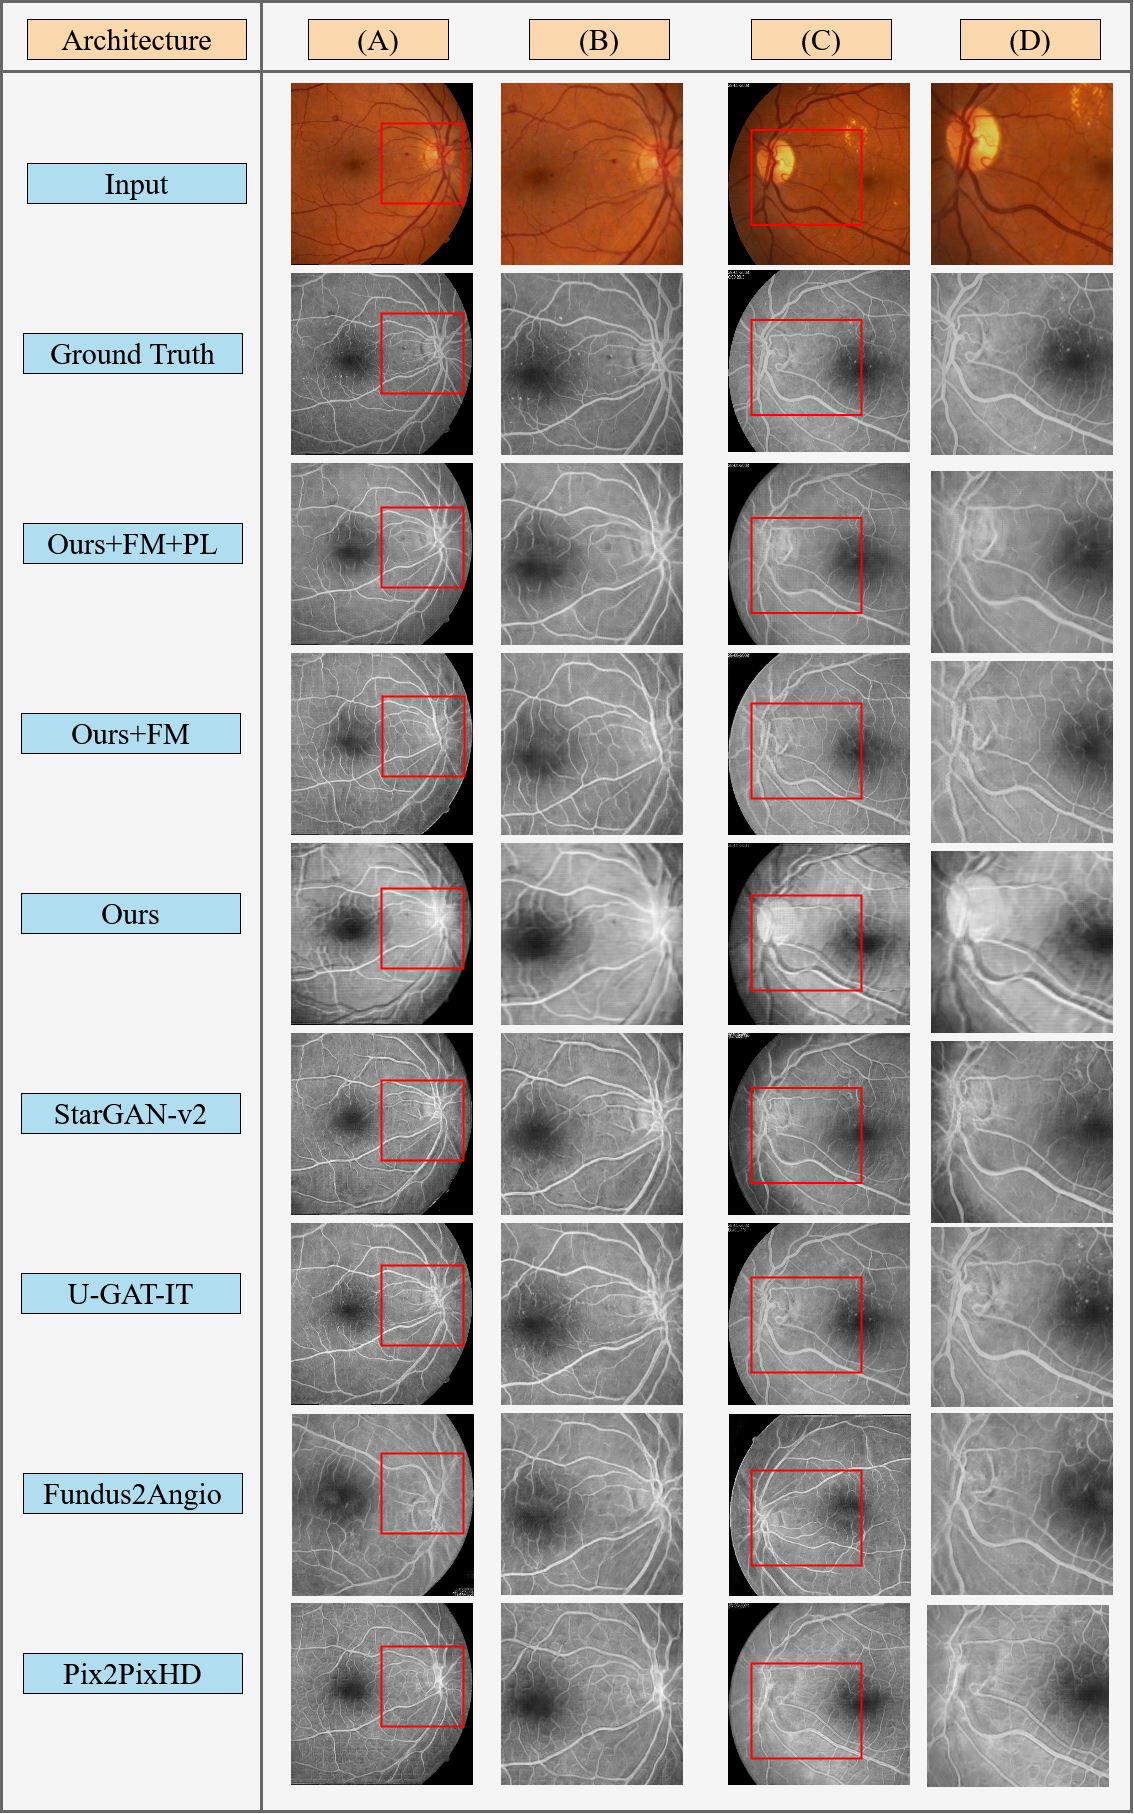 Architecture (A) (B) (C) (D)
Input
Ground Truth
Ours+FM+PL
Ours+FM
Ours
StarGAN-v2
U-GAT-IT
Fundus2Angio
Pix2PixHD